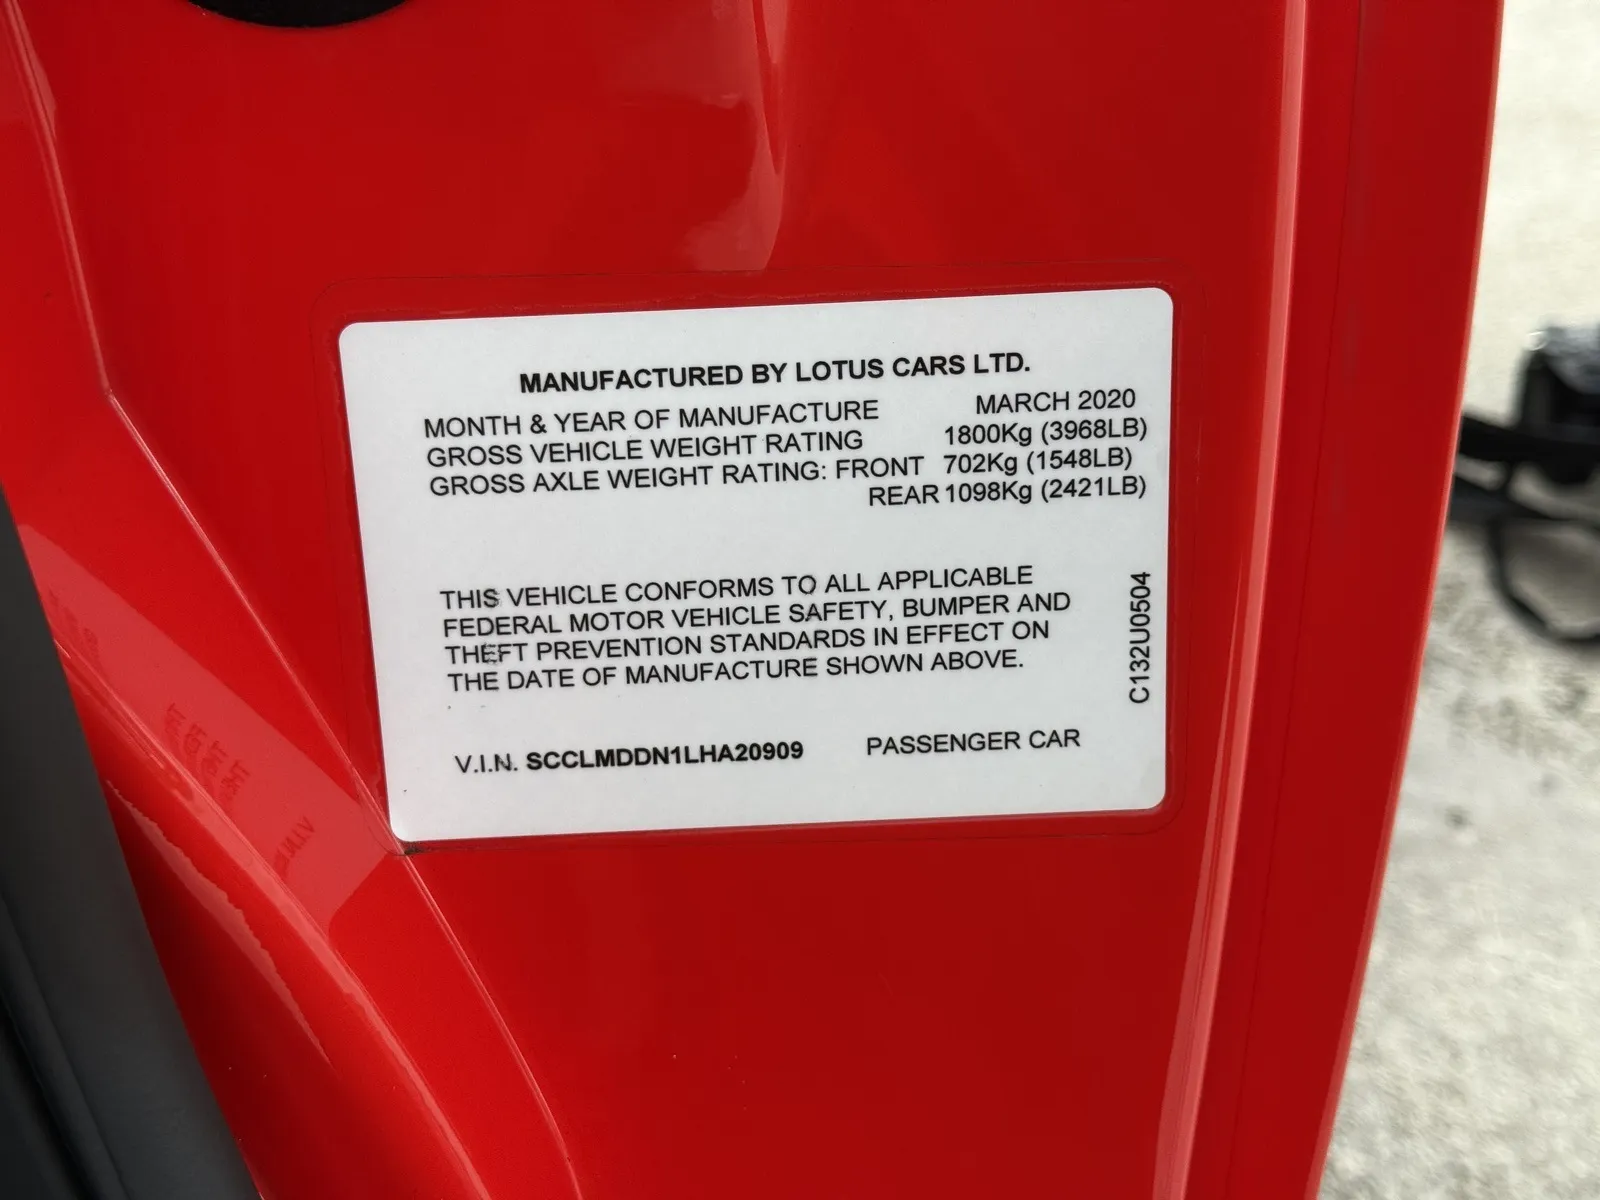 MANUFACTURED BY LOTUS CARS LTD.
MONTH & YEAR OF MANUFACTURE MARCH 2020
GROSS VEHICLE WEIGHT RATING 1800Kg (3968LB)
GROSS AXLE WEIGHT RATING: FRONT 702Kg (1548LB)
REAR 1098Kg (2421LB)
THIS VEHICLE CONFORMS TO ALL APPLICABLE
FEDERAL MOTOR VEHICLE SAFETY, BUMPER AND
THEFT PREVENTION STANDARDS IN EFFECT ON
THE DATE OF MANUFACTURE SHOWN ABOVE.
V.I.N. SCCLMDDN1LHA20909 PASSENGER CAR
C132U0504